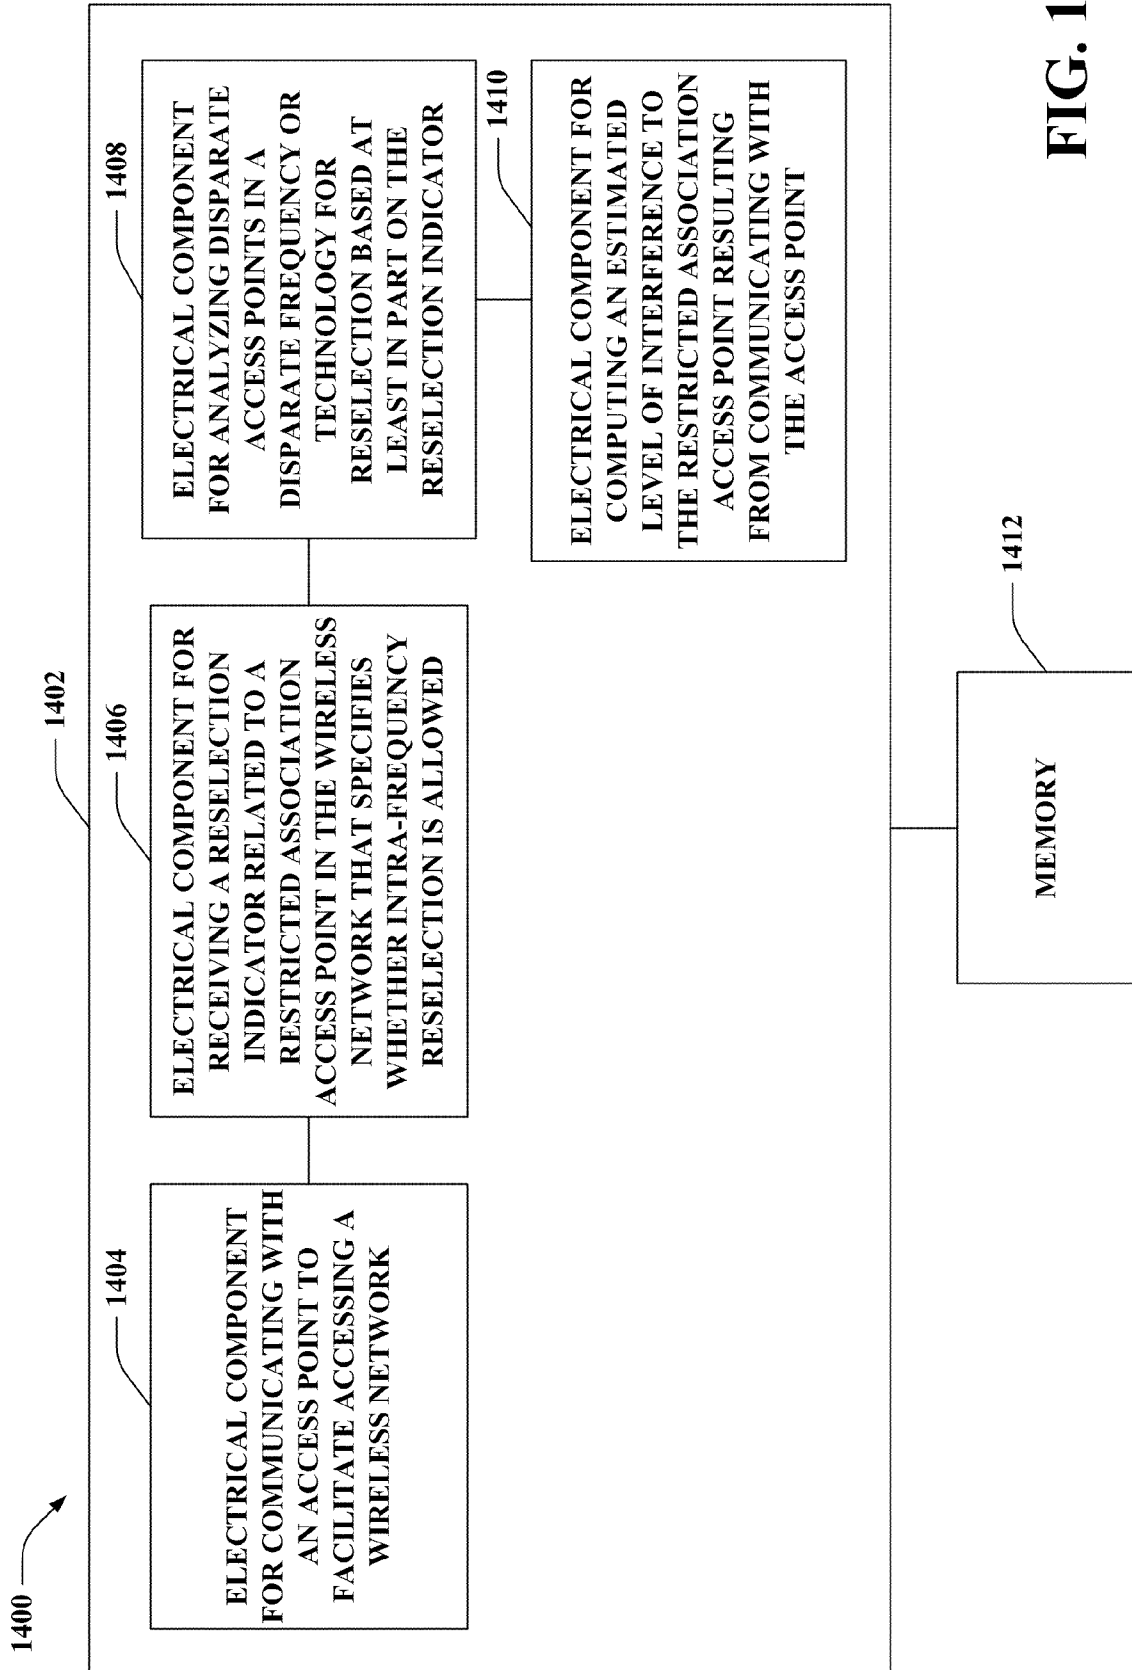 1400
1402
1404
ELECTRICAL COMPONENT
FOR COMMUNICATING WITH
AN ACCESS POINT TO
FACILITATE ACCESSING A
WIRELESS NETWORK
1406
ELECTRICAL COMPONENT FOR
RECEIVING A RESELECTION
INDICATOR RELATED TO A
RESTRICTED ASSOCIATION
ACCESS POINT IN THE WIRELESS
NETWORK THAT SPECIFIES
WHETHER INTRA-FREQUENCY
RESELECTION IS ALLOWED
1408
ELECTRICAL COMPONENT
FOR ANALYZING DISPARATE
ACCESS POINTS IN A
DISPARATE FREQUENCY OR
TECHNOLOGY FOR
RESELECTION BASED AT
LEAST IN PART ON THE
RESELECTION INDICATOR
1410
ELECTRICAL COMPONENT FOR
COMPUTING AN ESTIMATED
LEVEL OF INTERFERENCE TO
THE RESTRICTED ASSOCIATION
ACCESS POINT RESULTING
FROM COMMUNICATING WITH
THE ACCESS POINT
1412
MEMORY
FIG. 1